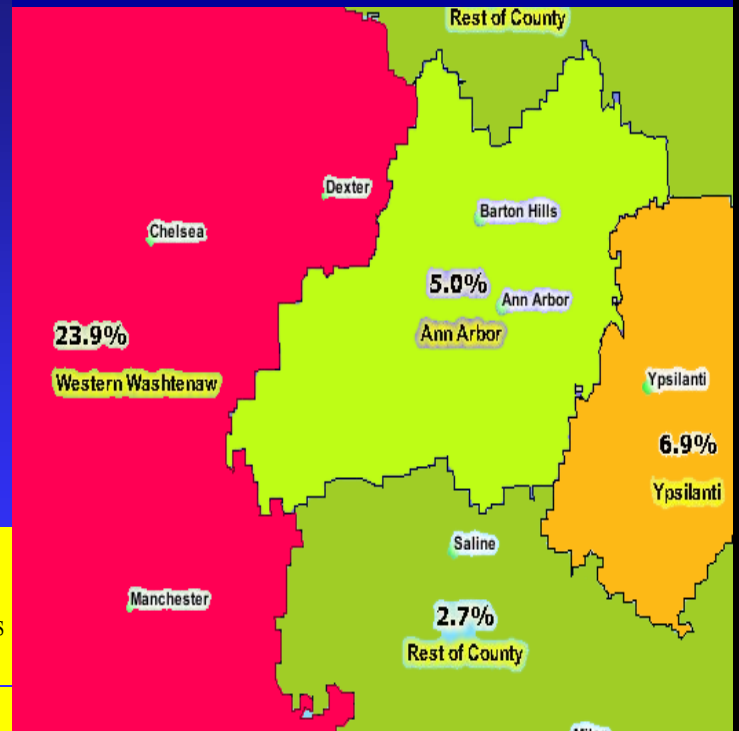 Rest of County
Dexter
Barton Hills
Chelsea
5.0%
Ann Arbor
Ann Arbor
23.9%
Western Washtenaw
Ypsilanti
6.9%
Ypsilanti
Saline
Manchester
2.7%
Rest of County
s